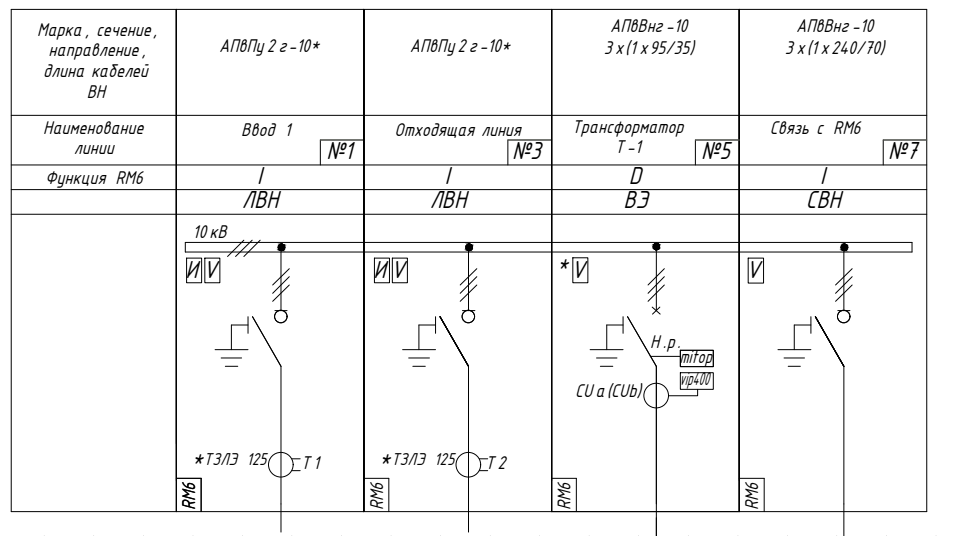 Марка, сечение,
направление,
длина кабелей
ВН
АПвПу 2г-10*
АПвПу 2г-10*
АПвВнг-10
3х(1х95/35)
АПвВнг-10
3х(1х240/70)
Наименование
линии
Ввод 1
№1
Отходящая линия
№3
Трансформатор
Т-1
№5
Связь с RM6
№7
Функция RM6
I
I
D
I
ЛВН
ЛВН
ВЭ
СВН
10 кВ
И V
И V
* V
V
Н.р.
mitop
vip400
CU a (CUb)
*ТЗЛЭ 125 Т1
*ТЗЛЭ 125 Т2
RM6
RM6
RM6
RM6